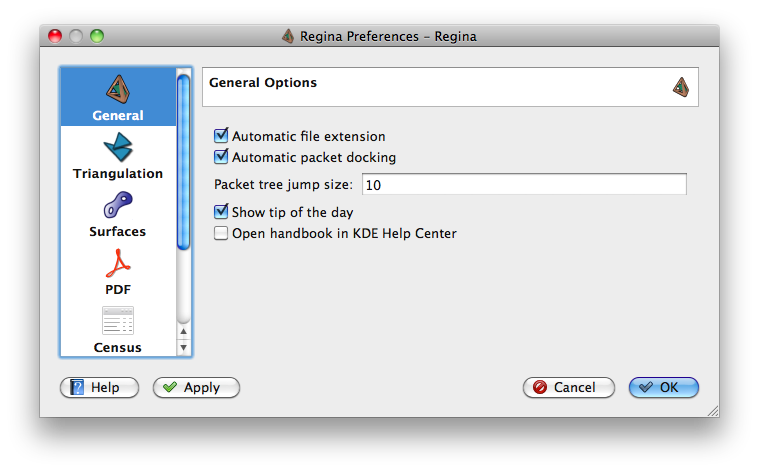 Regina Preferences – Regina
General
Triangulation
Surfaces
PDF
Census
General Options
Automatic file extension
Automatic packet docking
Packet tree jump size: 10
Show tip of the day
Open handbook in KDE Help Center
? Help
Apply
Cancel
OK